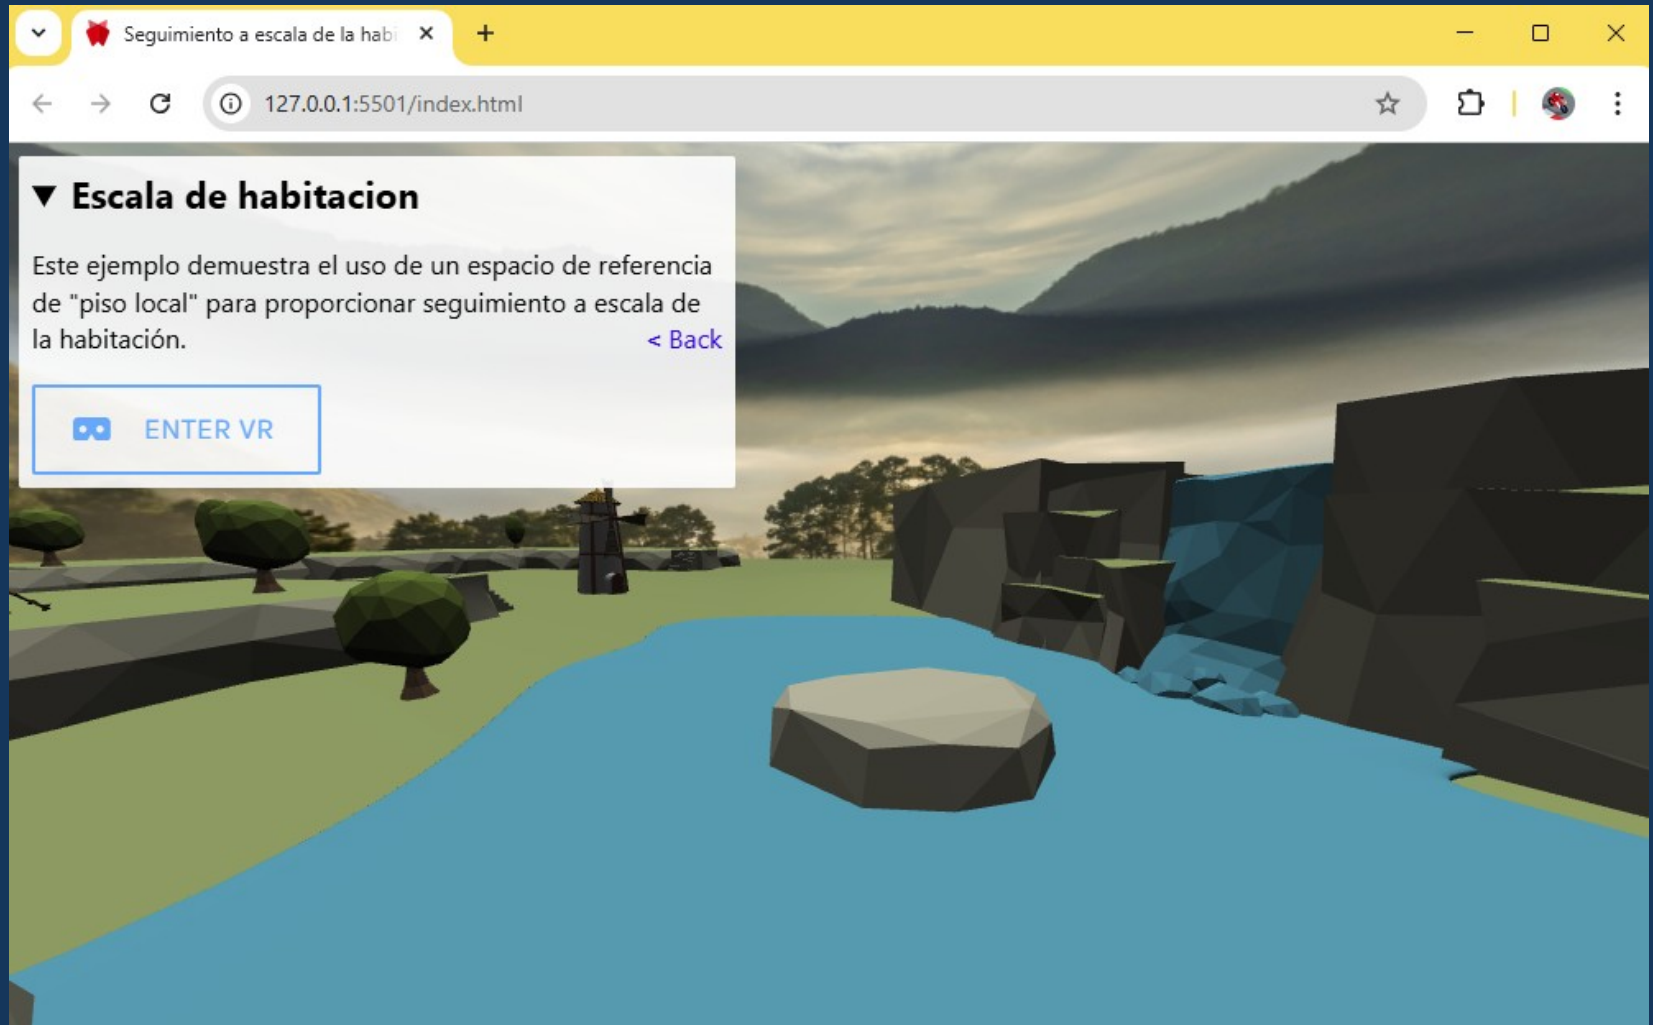 Seguimiento a escala de la habi
127.0.0.1:5501/index.html
▼ Escala de habitacion
Este ejemplo demuestra el uso de un espacio de referencia
de "piso local" para proporcionar seguimiento a escala de
la habitación.
< Back
ENTER VR